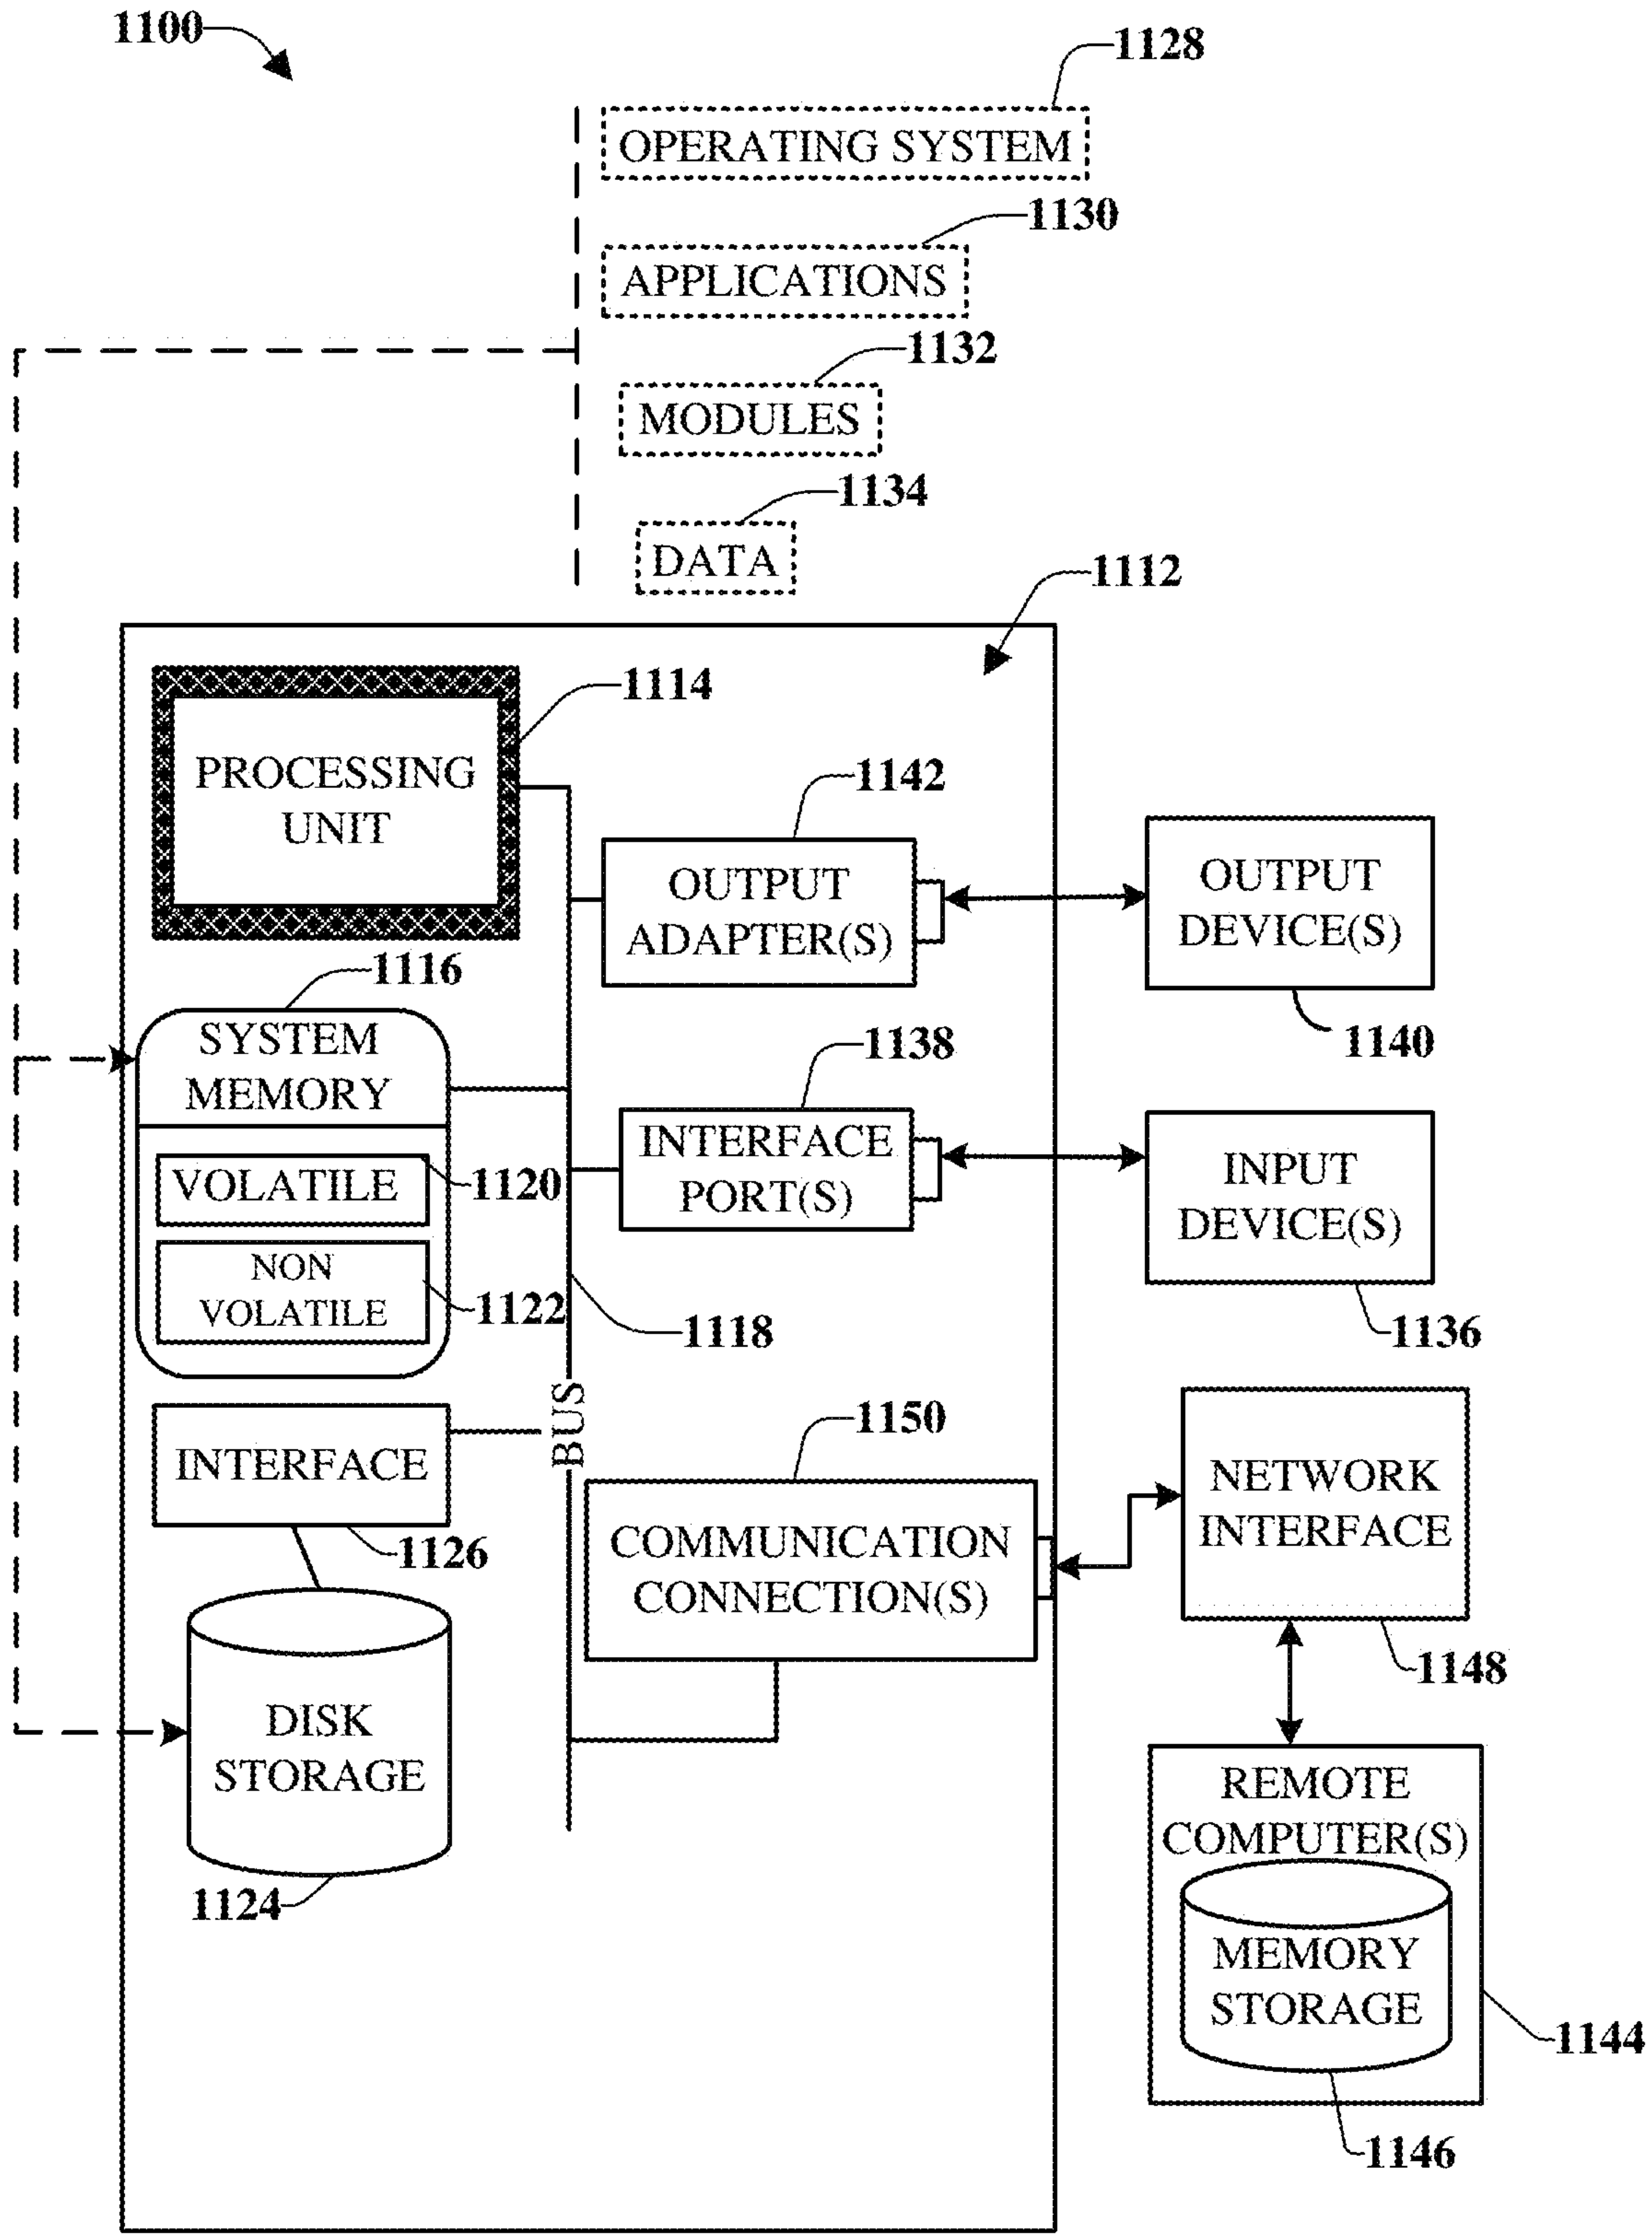 1100
1128
OPERATING SYSTEM
1130
APPLICATIONS
1132
MODULES
1134
DATA
1112
1114
PROCESSING
UNIT
1142
OUTPUT
ADAPTER(S)
OUTPUT
DEVICE(S)
1140
1116
SYSTEM
MEMORY
VOLATILE
1120
NON
VOLATILE
1122
1138
INTERFACE
PORT(S)
INPUT
DEVICE(S)
1136
1118
BUS
INTERFACE
1126
1150
COMMUNICATION
CONNECTION(S)
NETWORK
INTERFACE
1148
DISK
STORAGE
1124
REMOTE
COMPUTER(S)
MEMORY
STORAGE
1144
1146